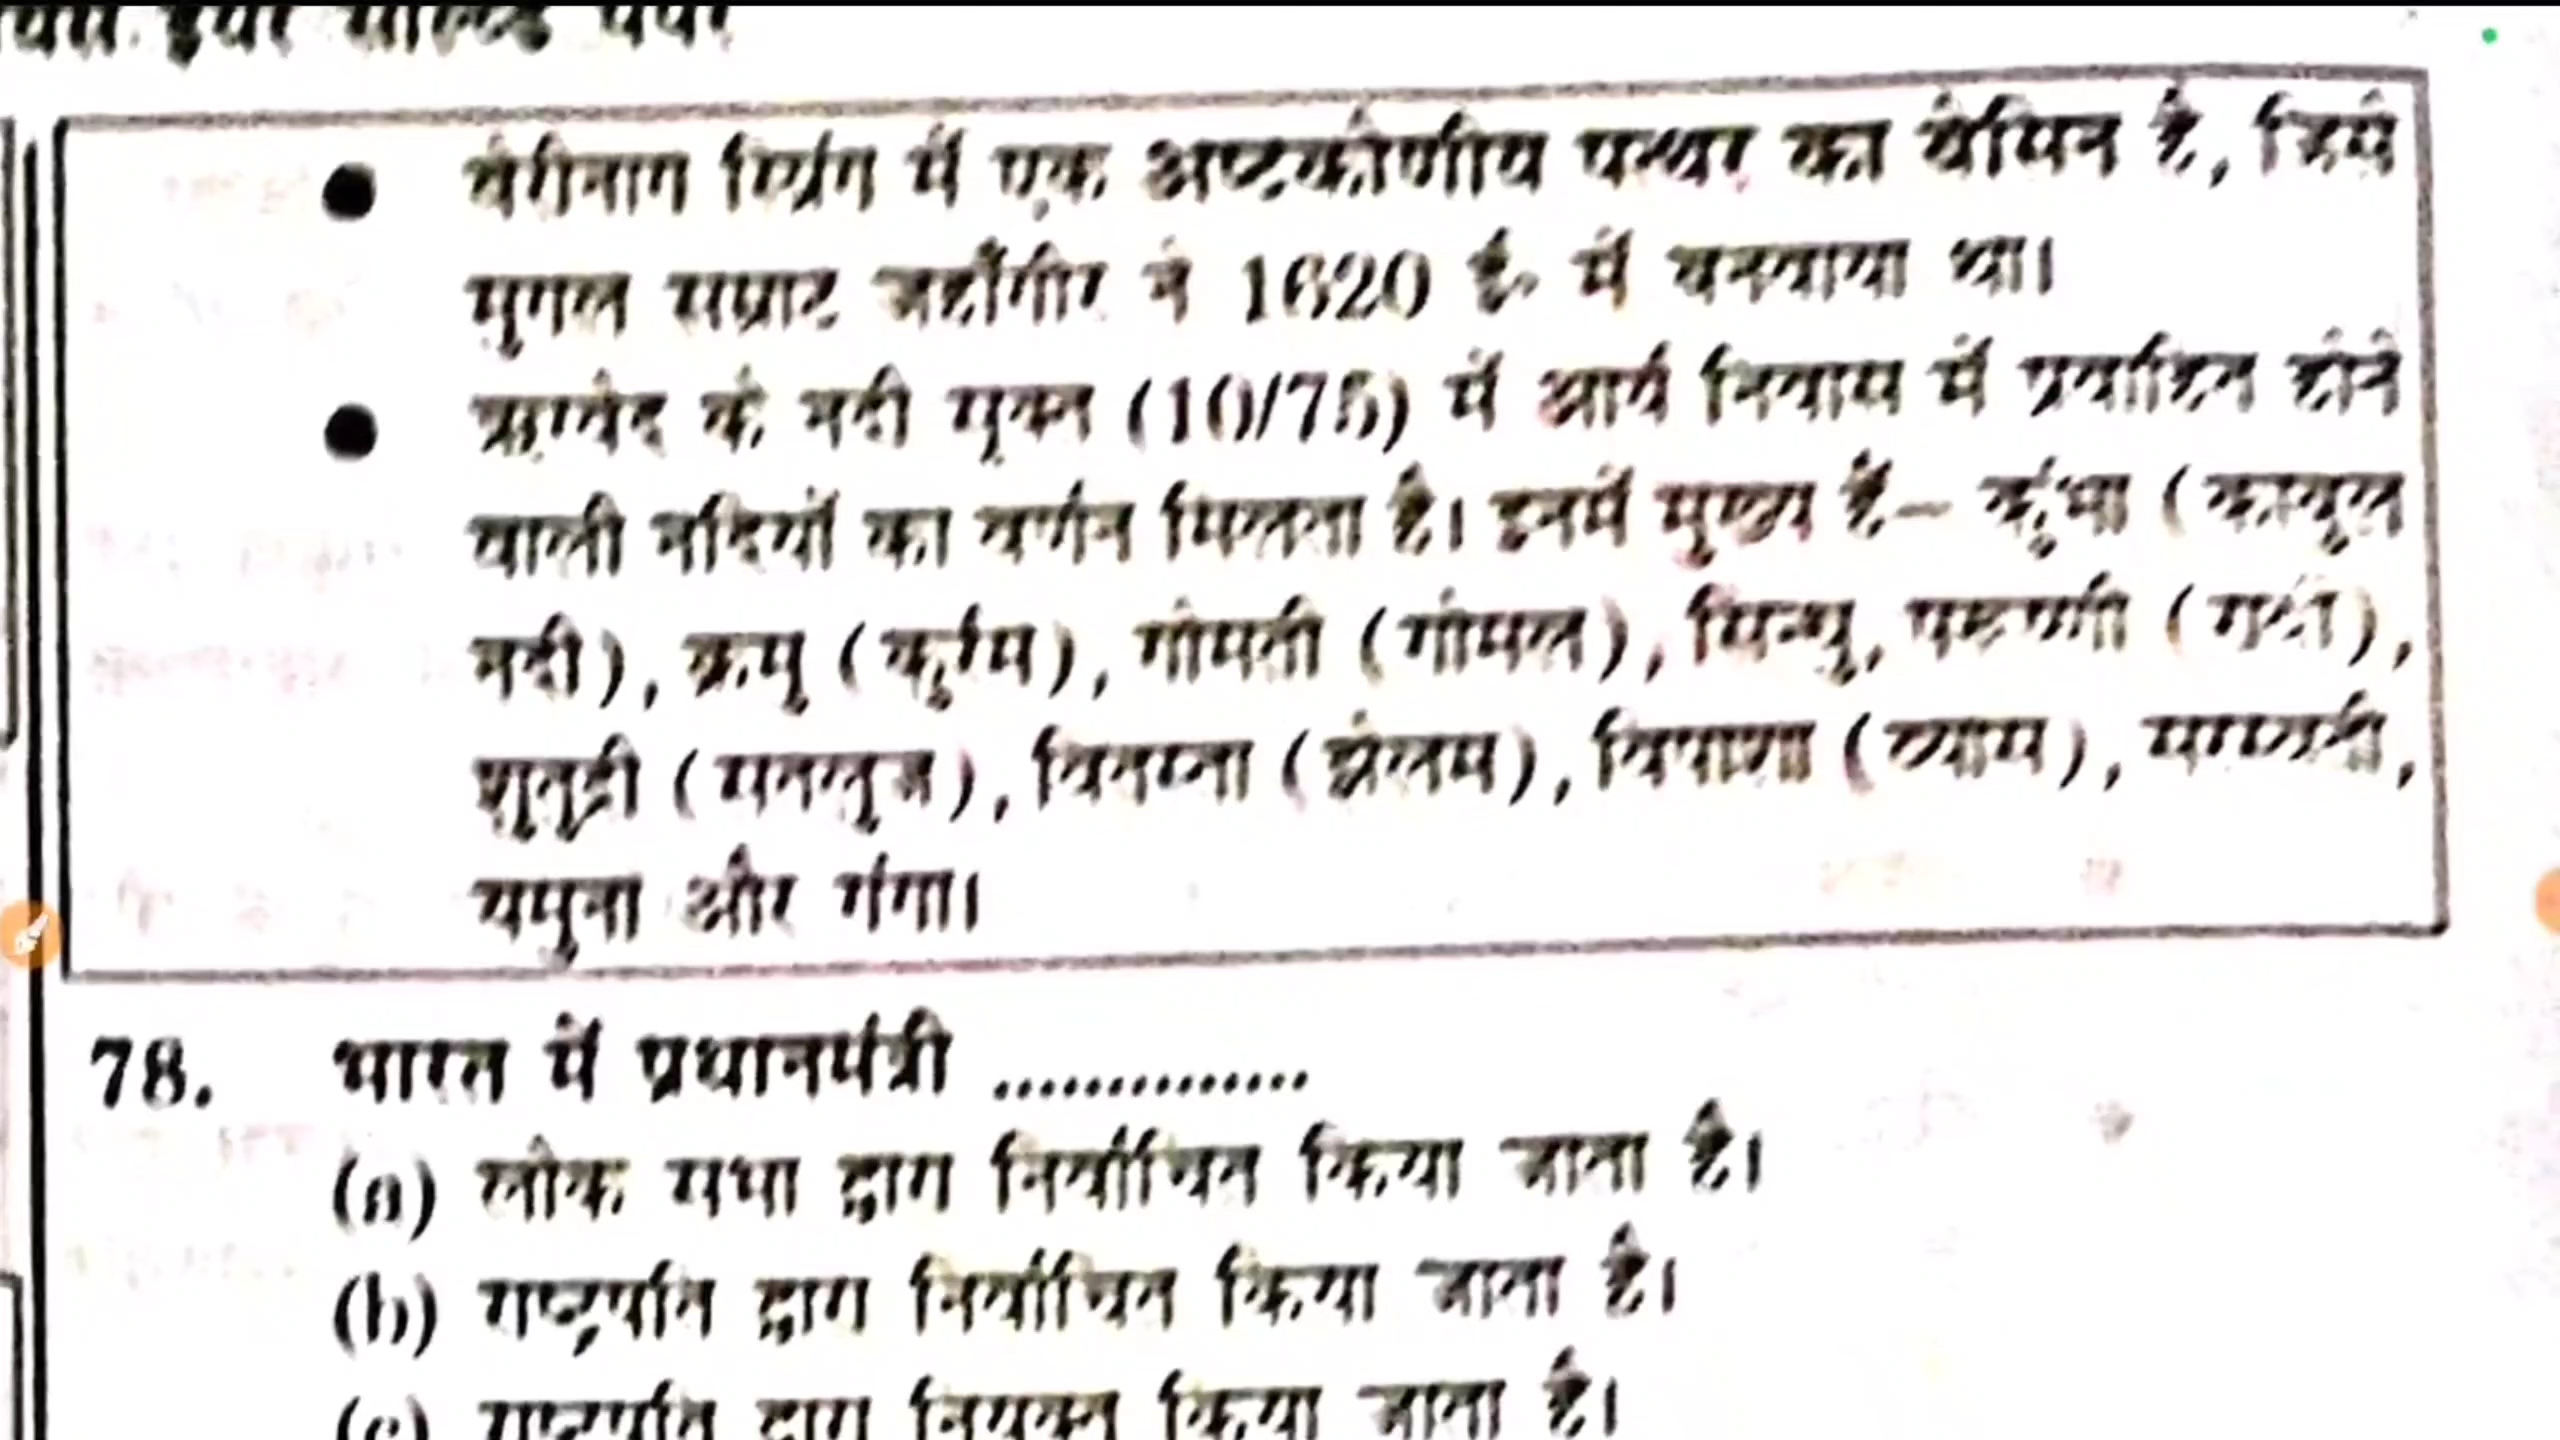 वेरीनाग स्प्रिंग में एक अष्टकोणीय पत्थर का बेसिन है, जिसे
मुगल सम्राट जहाँगीर ने 1620 ई. में बनवाया था।
ऋग्वेद के नदी सूक्त (10/75) में आर्य निवास में प्रवाहित होने
वाली नदियों का वर्णन मिलता है। इनमें मुख्य हैं– कुंभा (काबुल
नदी), क्रुमु (कुर्रम), गोमती (गोमल), सिन्धु, परुष्णी (रावी),
शुतुद्री (सतलुज), वितस्ता (झेलम), विपाशा (व्यास), सरस्वती,
यमुना और गंगा।
78. भारत में प्रधानमंत्री ..............
(a) लोक सभा द्वारा निर्वाचित किया जाता है।
(b) राष्ट्रपति द्वारा निर्वाचित किया जाता है।
(c) राष्ट्रपति द्वारा नियुक्त किया जाता है।